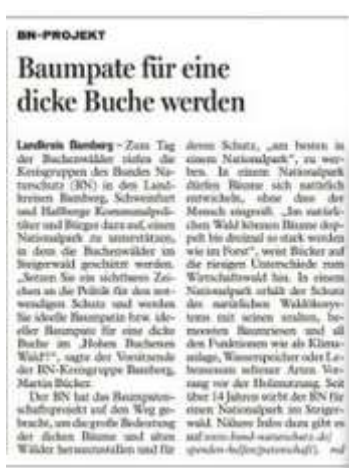 BN-PROJEKT
Baumpate für eine
dicke Buche werden
Landkreis Bamberg – Zum Tag
der Buchenwälder riefen die
Kreisgruppen des Bundes Na-
turschutz (BN) in den Land-
kreisen Bamberg, Schweinfurt
und Haßberge Kommunalpoli-
tiker und Bürger dazu auf, einen
Nationalpark zu unterstützen,
in dem die Buchenwälder im
Steigerwald geschützt werden.
„Setzen Sie ein sichtbares Zei-
chen an die Politik für den not-
wendigen Schutz und werden
Sie ideelle Baumpatin bzw. ide-
eller Baumpate für eine dicke
Buche im „Hohen Buchenen
Wald“!“, sagte der Vorsitzende
der BN-Kreisgruppe Bamberg,
Martin Bücker.
Der BN hat das Baumpaten-
schaftsprojekt auf den Weg ge-
bracht, um die große Bedeutung
der dicken Bäume und alten
Wälder herauszustellen und für
deren Schutz, „am besten in
einem Nationalpark“, zu wer-
ben. In einem Nationalpark
dürfen Bäume sich natürlich
entwickeln, ohne dass der
Mensch eingreift. „Im natürli-
chen Wald können Bäume dop-
pelt bis dreimal so stark werden
wie im Forst“, weist Bücker auf
die riesigen Unterschiede zum
Wirtschaftswald hin. In einem
Nationalpark erhält der Schutz
des natürlichen Waldökosys-
tems mit seinen uralten, be-
moosten Baumriesen und all
den Funktionen wie als Klima-
anlage, Wasserspeicher oder Le-
bensraum seltener Arten Vor-
rang vor der Holznutzung. Seit
über 14 Jahren wirbt der BN für
einen Nationalpark im Steiger-
wald. Nähere Infos dazu gibt es
auf www.bund-naturschutz.de/
spenden-helfen/patenschaft). red